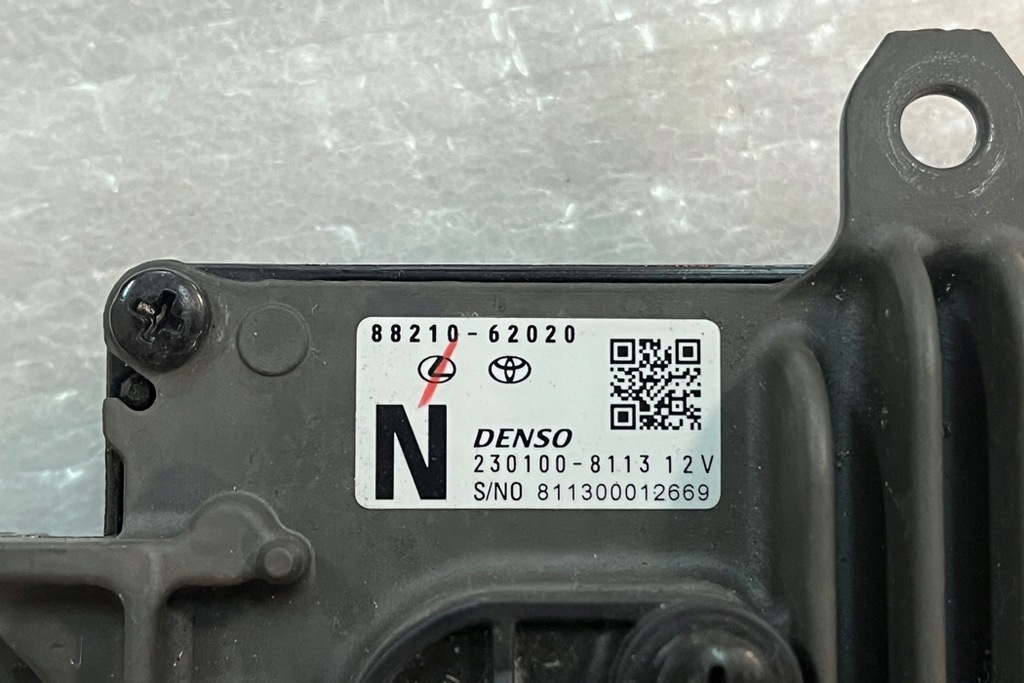 88210-62020
N
DENSO
230100-8113 12V
S/NO 811300012669